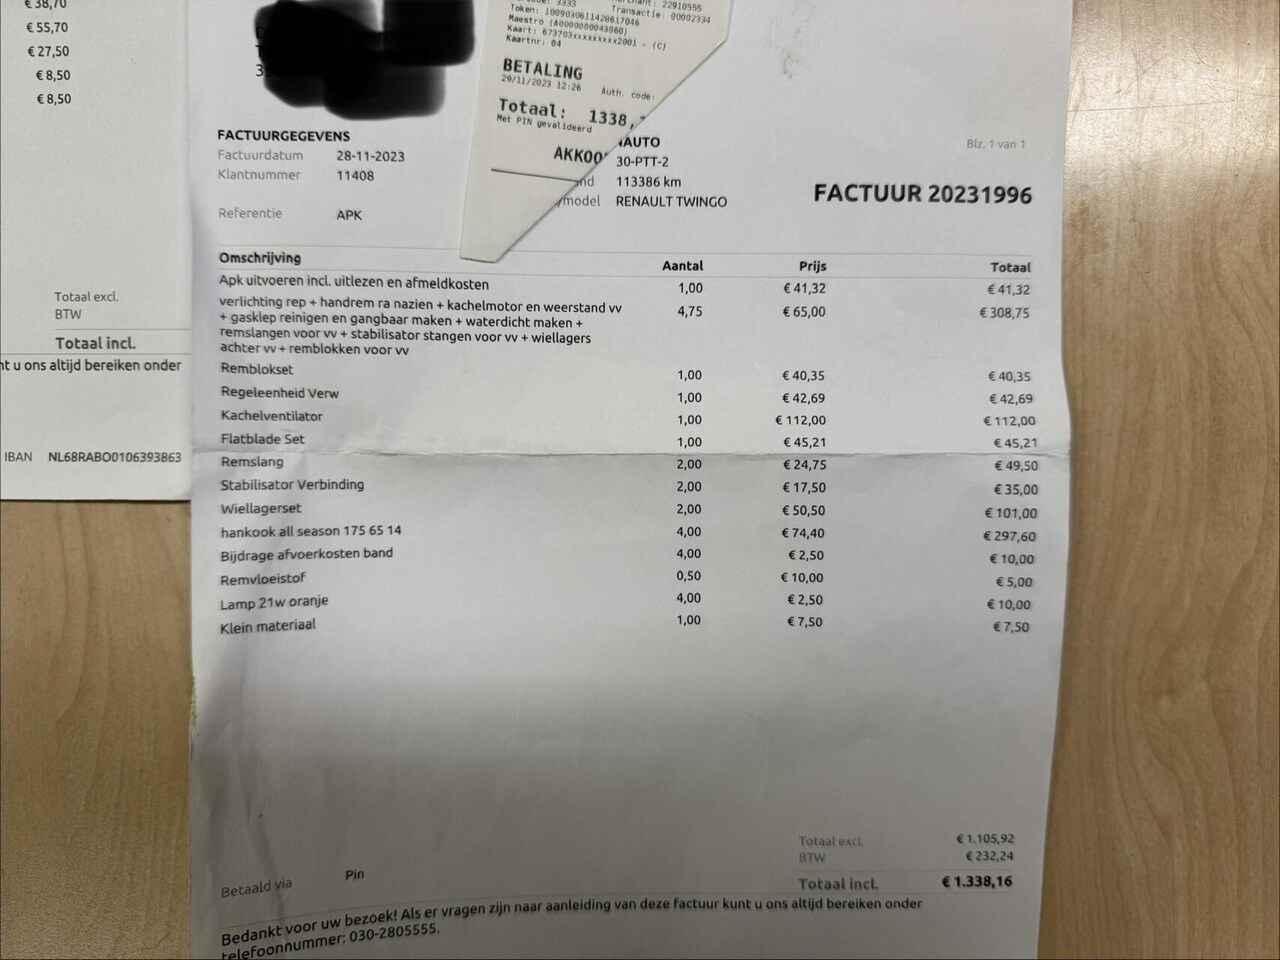 € 38,70
€ 55,70
€ 27,50
€ 8,50
€ 8,50
Totaal excl.
BTW
Totaal incl.
nt u ons altijd bereiken onder
IBAN NL68RABO0106393863
3333
22910555
Transactie: 00002334
Token: 1009030611428617046
Maestro (A0000000043060)
Kaart: 673703xxxxxxxxx2001 - (C)
Kaartnr: 04
BETALING
29/11/2023 12:26 Auth. code:
Totaal: 1338,
Met PIN gevalideerd
AKKOO
FACTUURGEGEVENS
Factuurdatum 28-11-2023
Klantnummer 11408
Referentie APK
AUTO
30-PTT-2
nd 113386 km
/model RENAULT TWINGO
Blz. 1 van 1
FACTUUR 20231996
Omschrijving Aantal Prijs Totaal
Apk uitvoeren incl. uitlezen en afmeldkosten 1,00 € 41,32 € 41,32
verlichting rep + handrem ra nazien + kachelmotor en weerstand vv 4,75 € 65,00 € 308,75
+ gasklep reinigen en gangbaar maken + waterdicht maken +
remslangen voor vv + stabilisator stangen voor vv + wiellagers
achter vv + remblokken voor vv
Remblokset 1,00 € 40,35 € 40,35
Regeleenheid Verw 1,00 € 42,69 € 42,69
Kachelventilator 1,00 € 112,00 € 112,00
Flatblade Set 1,00 € 45,21 € 45,21
Remslang 2,00 € 24,75 € 49,50
Stabilisator Verbinding 2,00 € 17,50 € 35,00
Wiellagerset 2,00 € 50,50 € 101,00
hankook all season 175 65 14 4,00 € 74,40 € 297,60
Bijdrage afvoerkosten band 4,00 € 2,50 € 10,00
Remvloeistof 0,50 € 10,00 € 5,00
Lamp 21w oranje 4,00 € 2,50 € 10,00
Klein materiaal 1,00 € 7,50 € 7,50
Totaal excl. € 1.105,92
BTW € 232,24
Totaal incl. € 1.338,16
Betaald via Pin
Bedankt voor uw bezoek! Als er vragen zijn naar aanleiding van deze factuur kunt u ons altijd bereiken onder
telefoonnummer: 030-2805555.